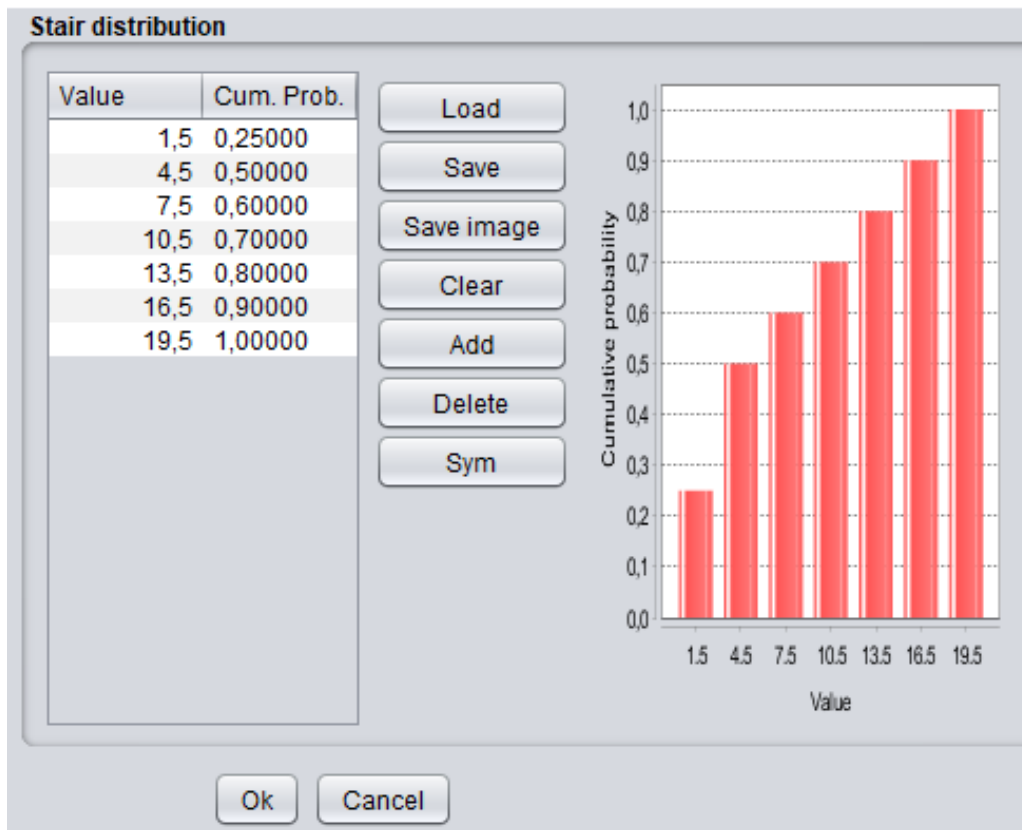 Stair distribution
Value Cum. Prob.
1,5 0,25000
4,5 0,50000
7,5 0,60000
10,5 0,70000
13,5 0,80000
16,5 0,90000
19,5 1,00000
Load
Save
Save image
Clear
Add
Delete
Sym
Cumulative probability
1,0
0,9
0,8
0,7
0,6
0,5
0,4
0,3
0,2
0,1
0,0
1.5 4.5 7.5 10.5 13.5 16.5 19.5
Value
Ok Cancel